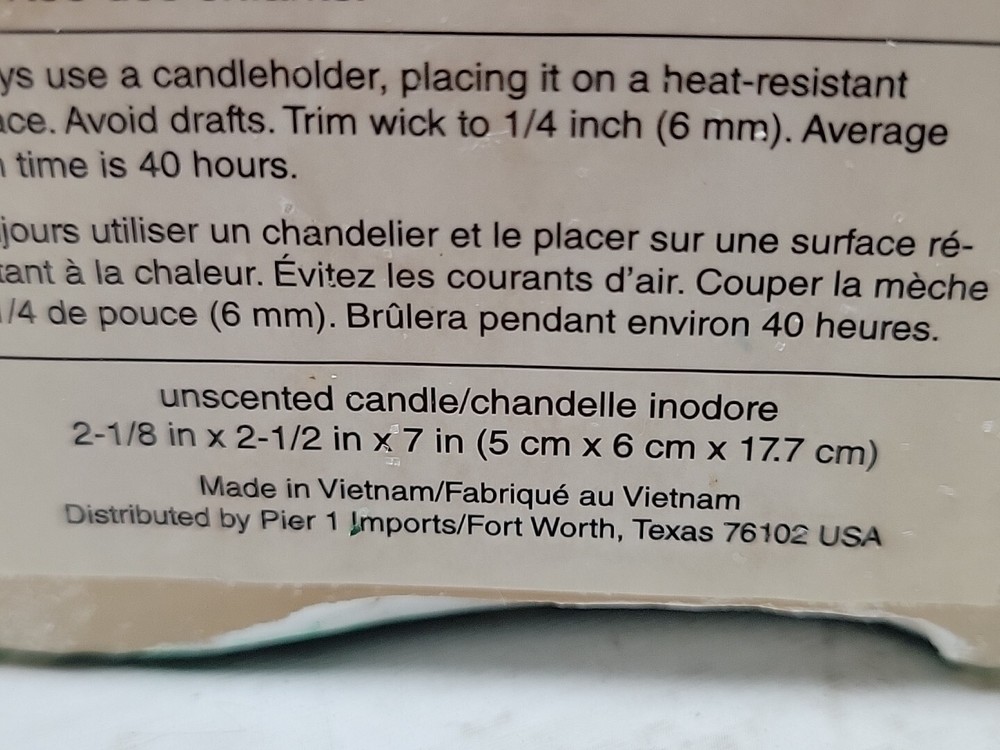 use a candleholder, placing it on a heat-resistant
Avoid drafts. Trim wick to 1/4 inch (6 mm). Average
time is 40 hours.
utiliser un chandelier et le placer sur une surface ré-
à la chaleur. Évitez les courants d'air. Couper la mèche
1/4 de pouce (6 mm). Brûlera pendant environ 40 heures.
unscented candle/chandelle inodore
2-1/8 in x 2-1/2 in x 7 in (5 cm x 6 cm x 17.7 cm)
Made in Vietnam/Fabriqué au Vietnam
Distributed by Pier 1 Imports/Fort Worth, Texas 76102 USA